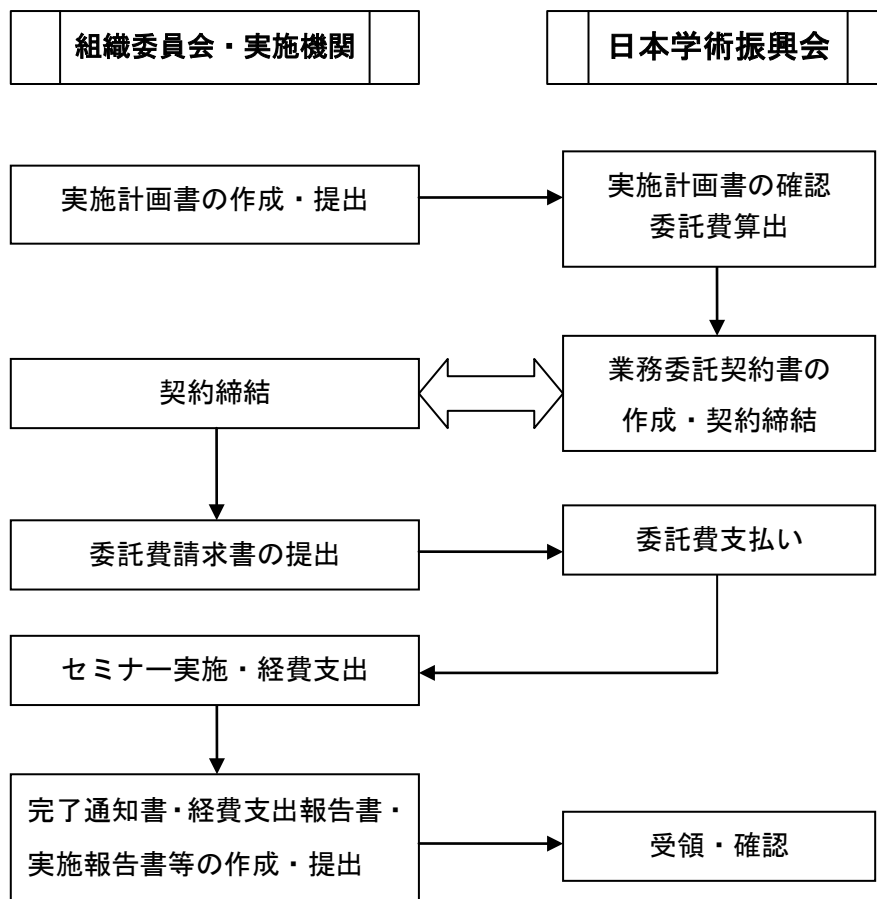 組織委員会・実施機関
日本学術振興会
実施計画書の作成・提出
実施計画書の確認
委託費算出
契約締結
業務委託契約書の
作成・契約締結
委託費請求書の提出
委託費支払い
セミナー実施・経費支出
完了通知書・経費支出報告書・
実施報告書等の作成・提出
受領・確認